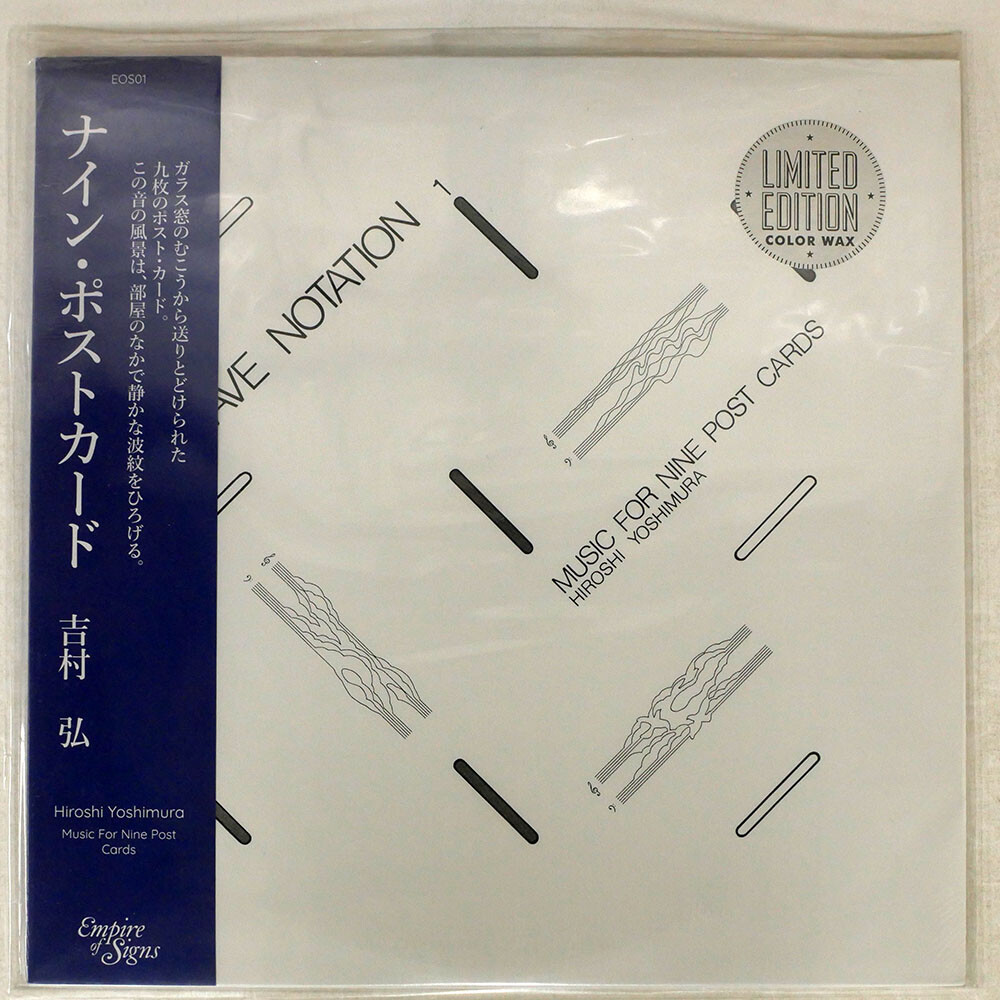 EOS01
ナイン・ポストカード
吉村 弘
ガラス窓のむこうから送りとどけられた
九枚のポスト・カード。
この音の風景は、部屋のなかで静かな波紋をひろげる。
Hiroshi Yoshimura
Music For Nine Post
Cards
Empire
of Signs
AVE NOTATION 1
LIMITED
EDITION
COLOR WAX
MUSIC FOR NINE POST CARDS
HIROSHI YOSHIMURA